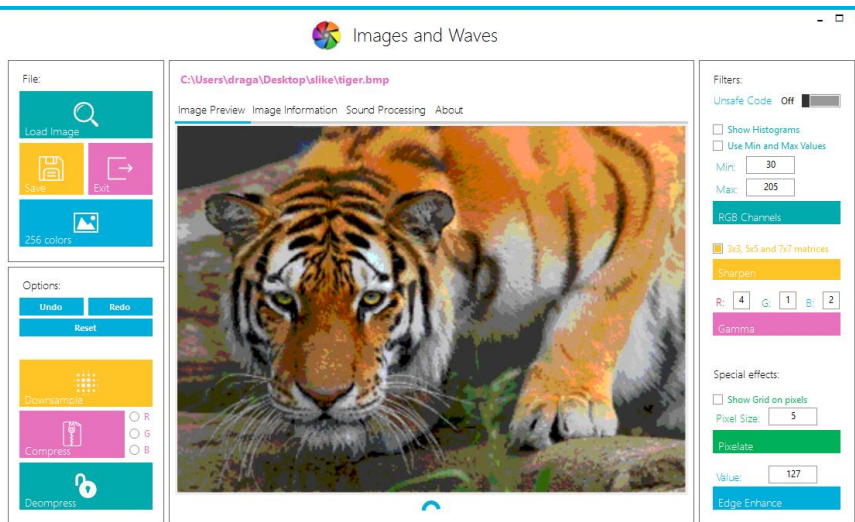 Images and Waves
File:
Load Image
Save
Exit
256 colors
Options:
Undo
Redo
Reset
Downsample
Compress
R
G
B
Deompress
C:\Users\draga\Desktop\slike\tiger.bmp
Image Preview Image Information Sound Processing About
Filters:
Unsafe Code Off
Show Histograms
Use Min and Max Values
Min: 30
Max: 205
RGB Channels
3x3, 5x5 and 7x7 matrices
Sharpen
R: 4 G: 1 B: 2
Gamma
Special effects:
Show Grid on pixels
Pixel Size: 5
Pixelate
Value: 127
Edge Enhance